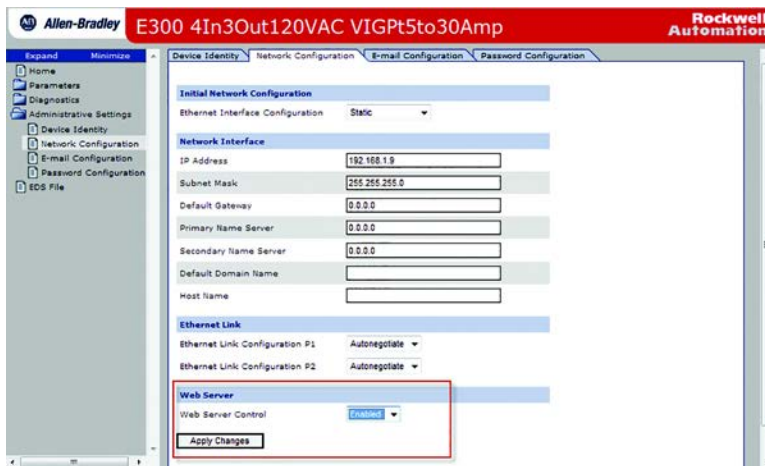 Allen-Bradley
E300 4In3Out120VAC VIGPt5to30Amp
Rockwell
Automation
Expand Minimize
Home
Parameters
Diagnostics
Administrative Settings
Device Identity
Network Configuration
E-mail Configuration
Password Configuration
EDS File
Device Identity Network Configuration E-mail Configuration Password Configuration
Initial Network Configuration
Ethernet Interface Configuration Static
Network Interface
IP Address 192.168.1.9
Subnet Mask 255.255.255.0
Default Gateway 0.0.0.0
Primary Name Server 0.0.0.0
Secondary Name Server 0.0.0.0
Default Domain Name
Host Name
Ethernet Link
Ethernet Link Configuration P1 Autonegotiate
Ethernet Link Configuration P2 Autonegotiate
Web Server
Web Server Control Enabled
Apply Changes